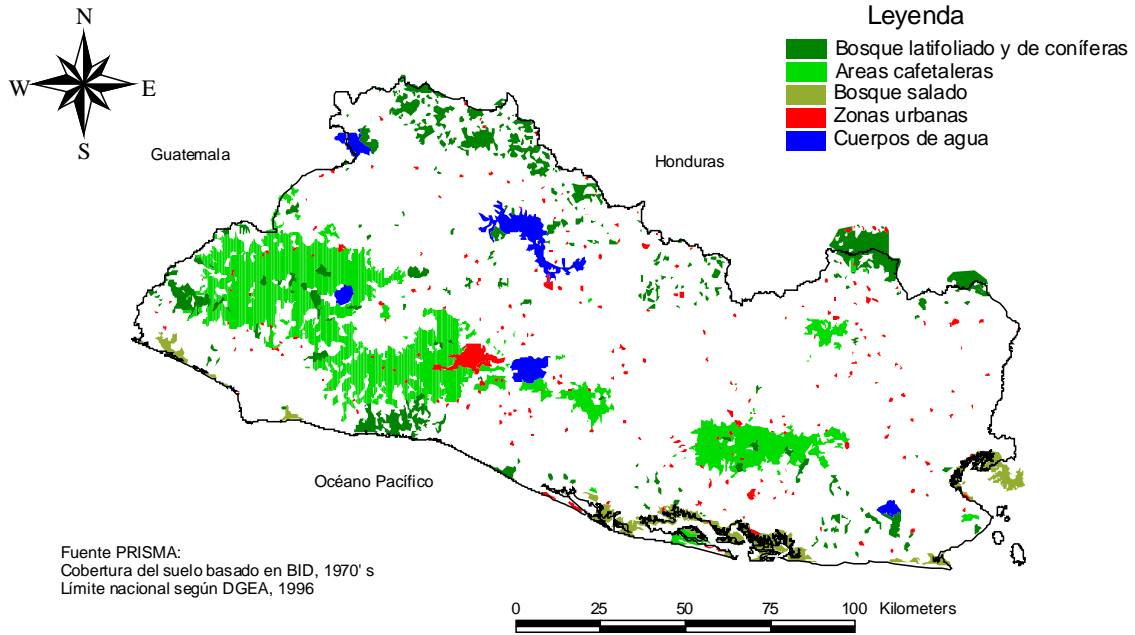 N
W
E
S
Leyenda
Bosque latifoliado y de coníferas
Areas cafetaleras
Bosque salado
Zonas urbanas
Cuerpos de agua
Guatemala
Honduras
Océano Pacífico
Fuente PRISMA:
Cobertura del suelo basado en BID, 1970' s
Límite nacional según DGEA, 1996
0 25 50 75 100 Kilometers